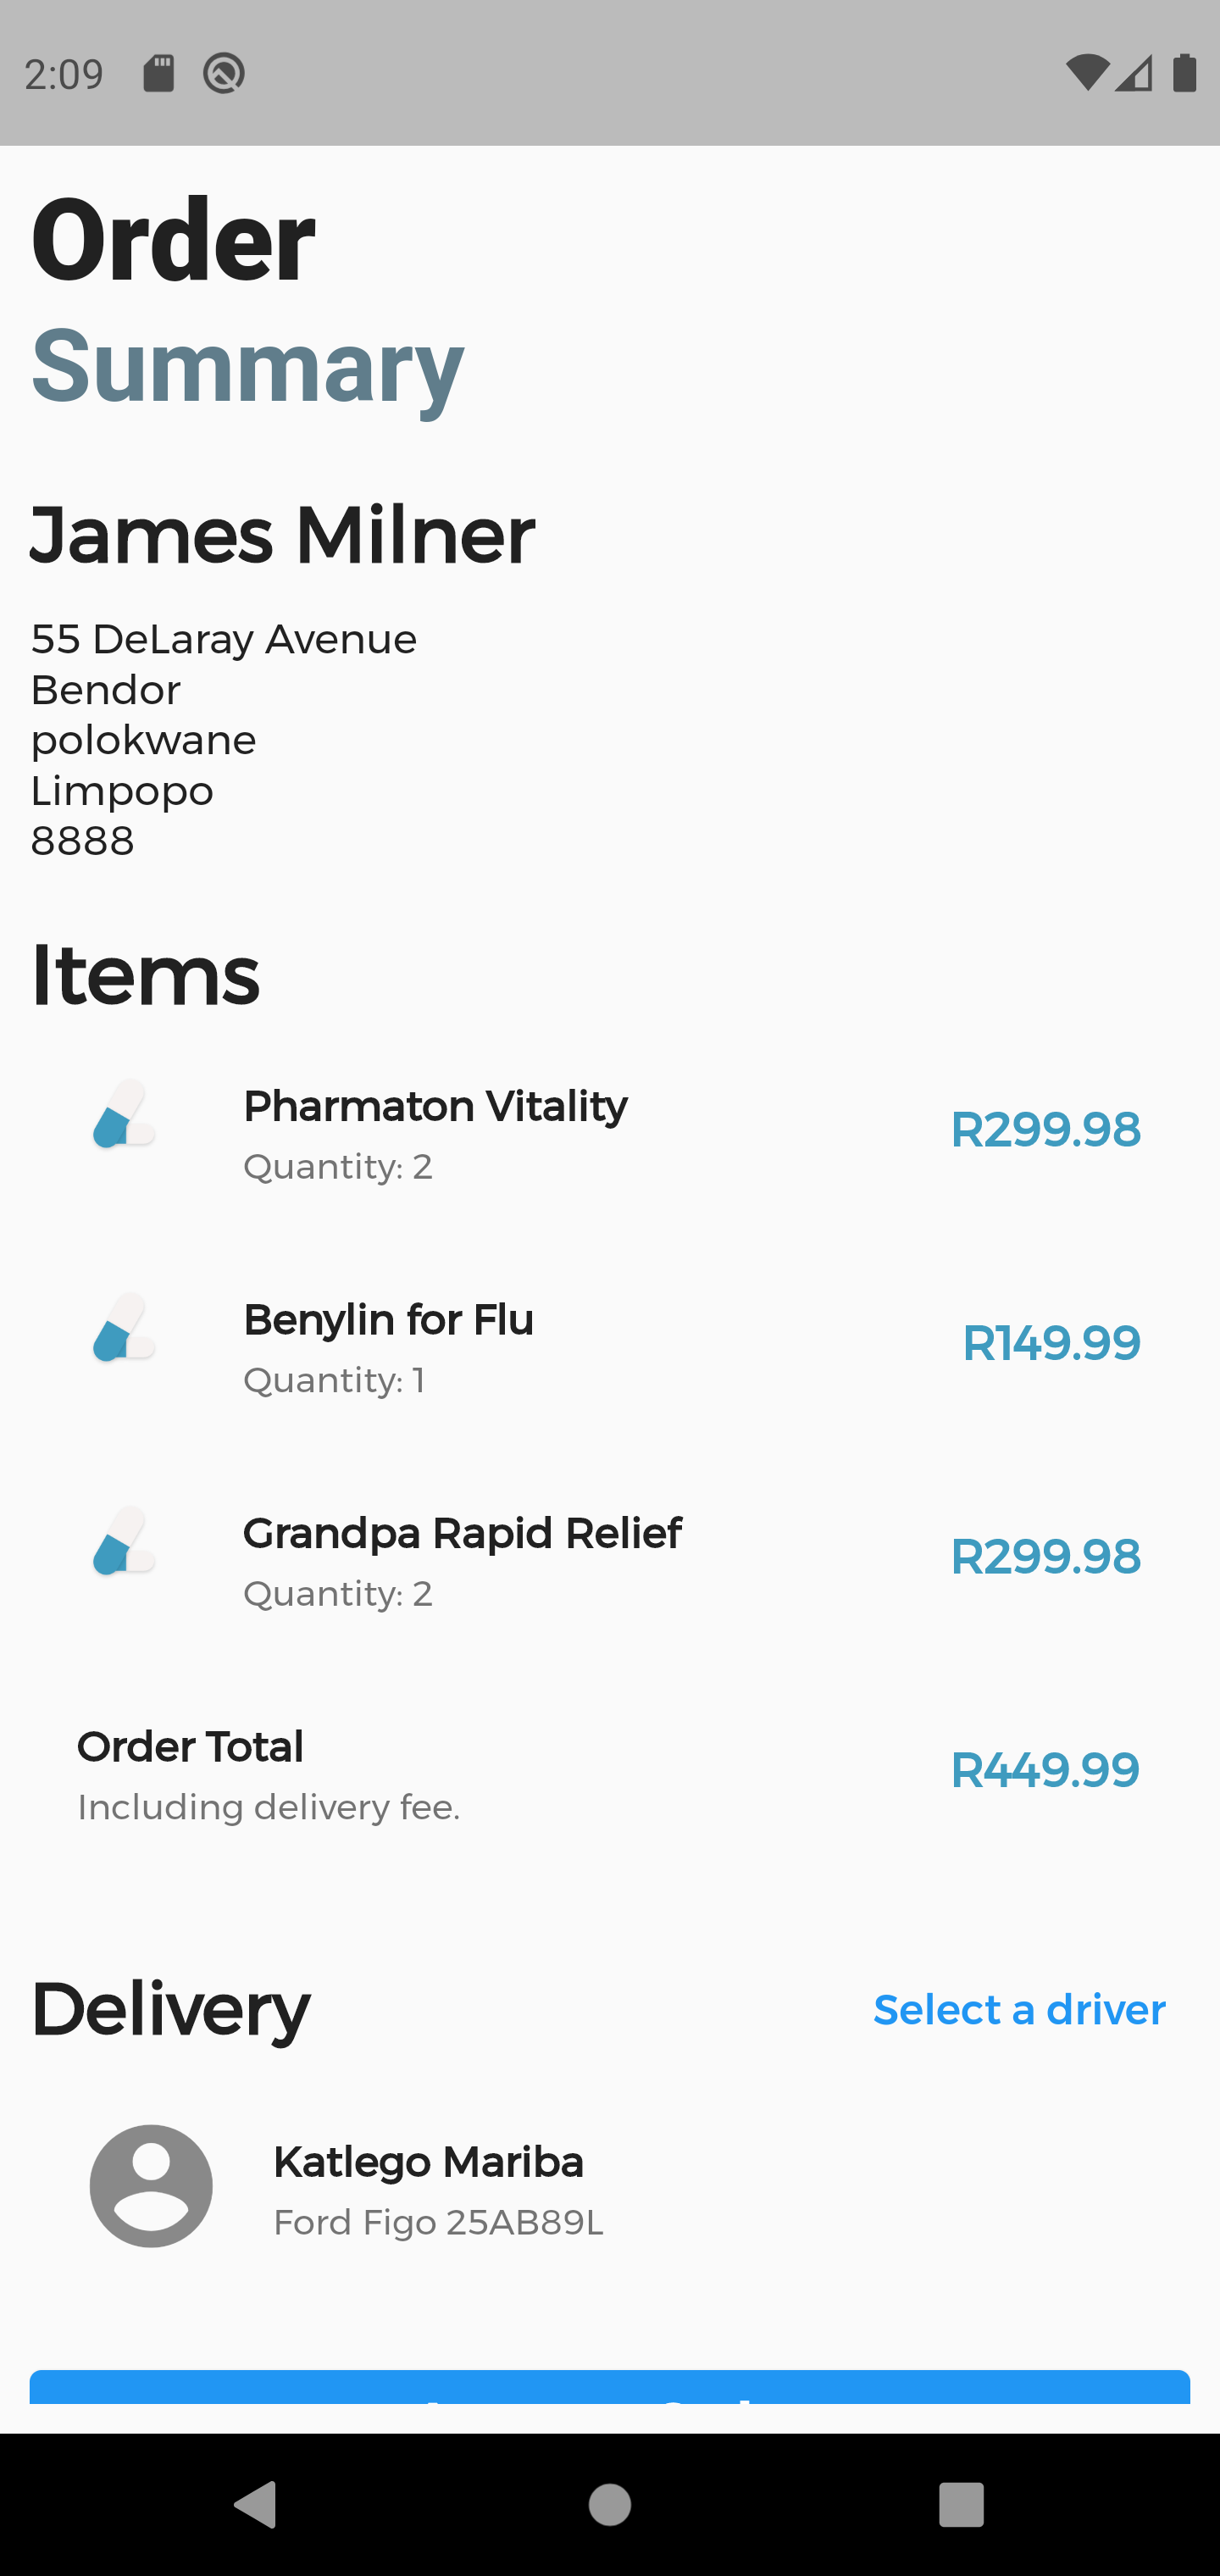 2:09
Order
Summary
James Milner
55 DeLaray Avenue
Bendor
polokwane
Limpopo
8888
Items
Pharmaton Vitality
R299.98
Quantity: 2
Benylin for Flu
R149.99
Quantity: 1
Grandpa Rapid Relief
R299.98
Quantity: 2
Order Total
R449.99
Including delivery fee.
Delivery
Select a driver
Katlego Mariba
Ford Figo 25AB89L